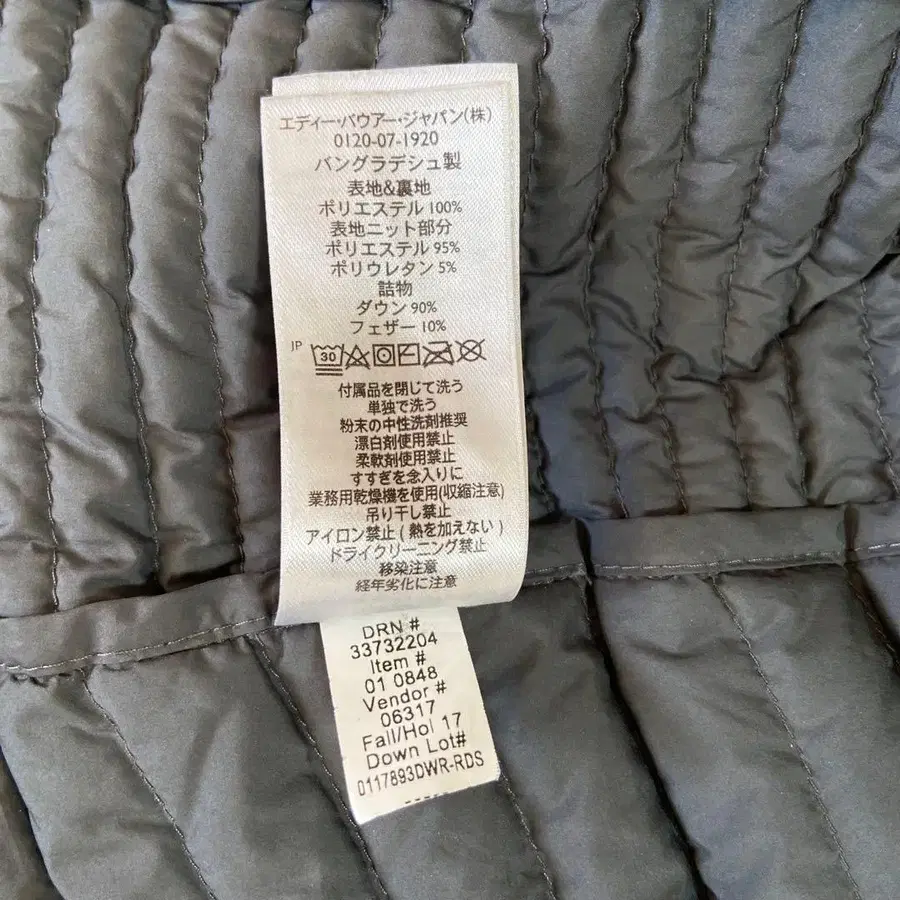 エディー・バウアー・ジャパン(株)
0120-07-1920
バングラデシュ製
表地&裏地
ポリエステル 100%
表地ニット部分
ポリエステル 95%
ポリウレタン 5%
詰物
ダウン 90%
フェザー 10%
JP 30
付属品を閉じて洗う
単独で洗う
粉末の中性洗剤推奨
漂白剤使用禁止
柔軟剤使用禁止
すすぎを念入りに
業務用乾燥機を使用(収縮注意)
吊り干し禁止
アイロン禁止 ( 熱を加えない )
ドライクリーニング禁止
移染注意
経年劣化に注意
DRN #
33732204
Item #
01 0848
Vendor #
06317
Fall/Hol 17
Down Lot#
0117893DWR-RDS
-----